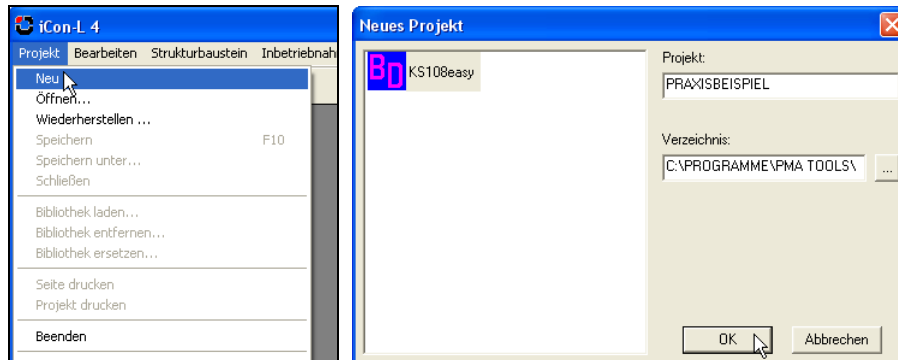 iCon-L 4
Projekt Bearbeiten Strukturbaustein Inbetriebnah
Neu
Öffnen...
Wiederherstellen ...
Speichern F10
Speichern unter...
Schließen
Bibliothek laden...
Bibliothek entfernen...
Bibliothek ersetzen...
Seite drucken
Projekt drucken
Beenden
Neues Projekt
BD KS108easy
Projekt:
PRAXISBEISPIEL
Verzeichnis:
C:\PROGRAMME\PMA TOOLS\
...
OK Abbrechen